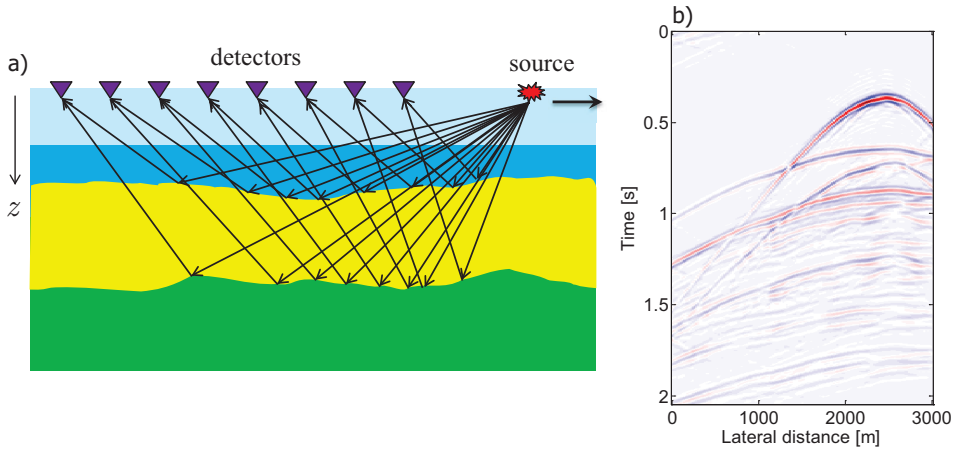 a)
detectors
source
z
b)
0
0.5
1
1.5
2
Time [s]
0 1000 2000 3000
Lateral distance [m]